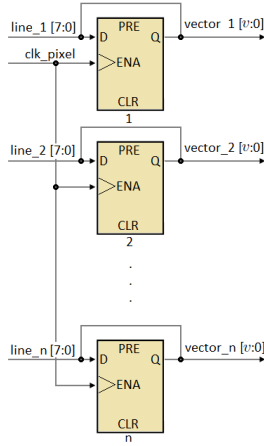 line_1 [7:0] PRE vector_1 [v:0]
D Q
clk_pixel
ENA
CLR
1
line_2 [7:0] PRE vector_2 [v:0]
D Q
ENA
CLR
2
.
.
.
line_n [7:0] PRE vector_n [v:0]
D Q
ENA
CLR
n